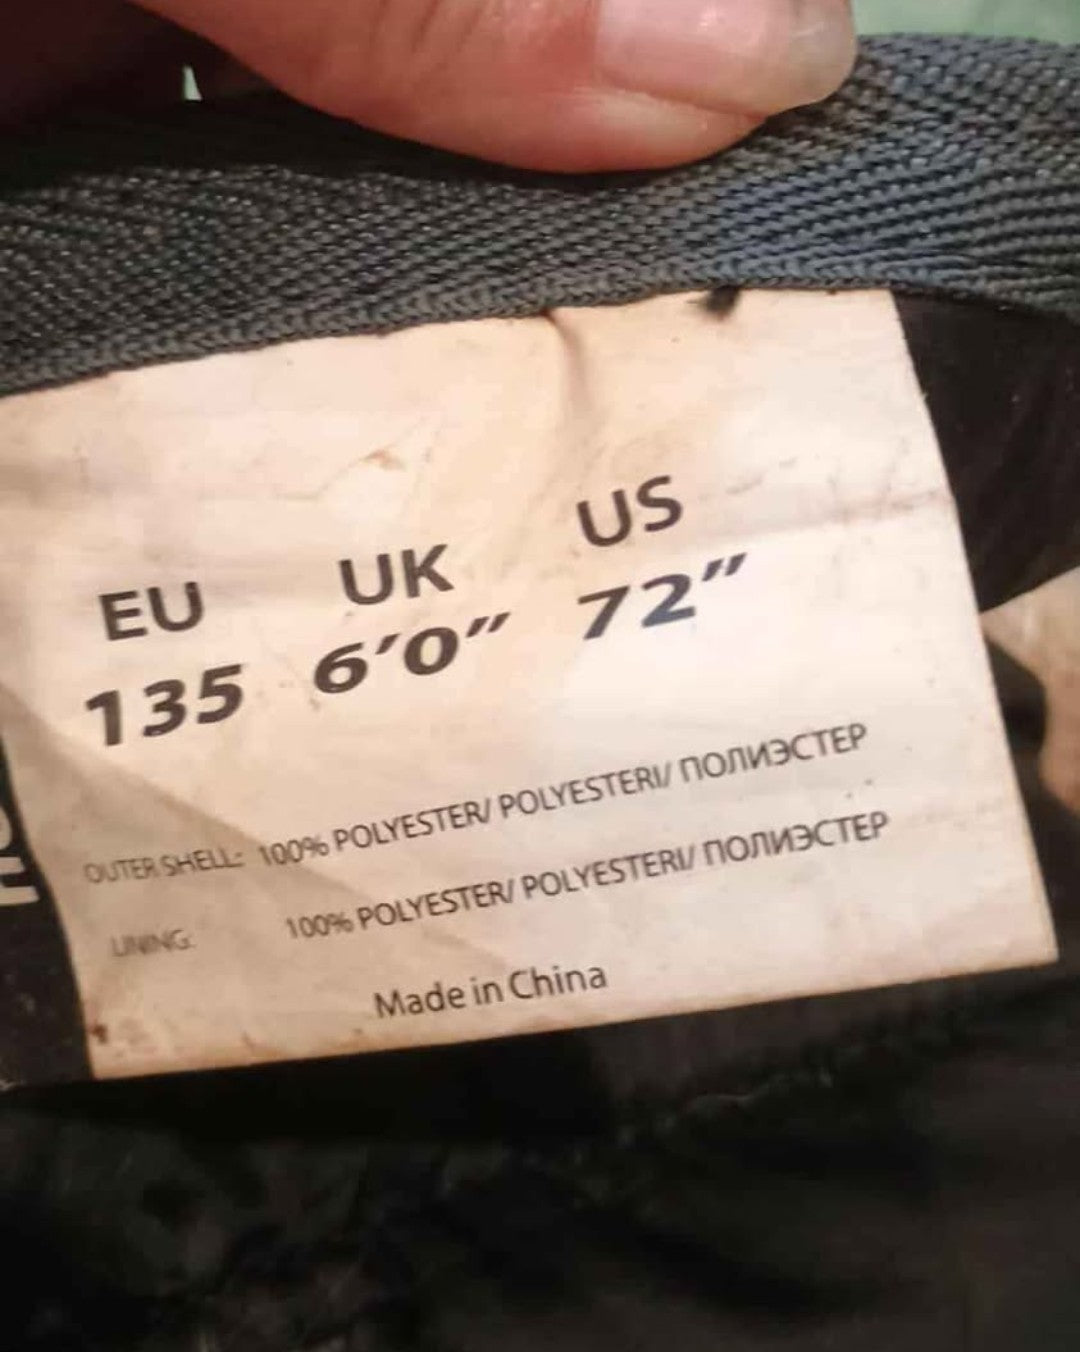 EU UK US
135 6'0" 72"
OUTER SHELL: 100% POLYESTER/ POLYESTERI/ ПОЛИЭСТЕР
LINING: 100% POLYESTER/ POLYESTERI/ ПОЛИЭСТЕР
Made in China